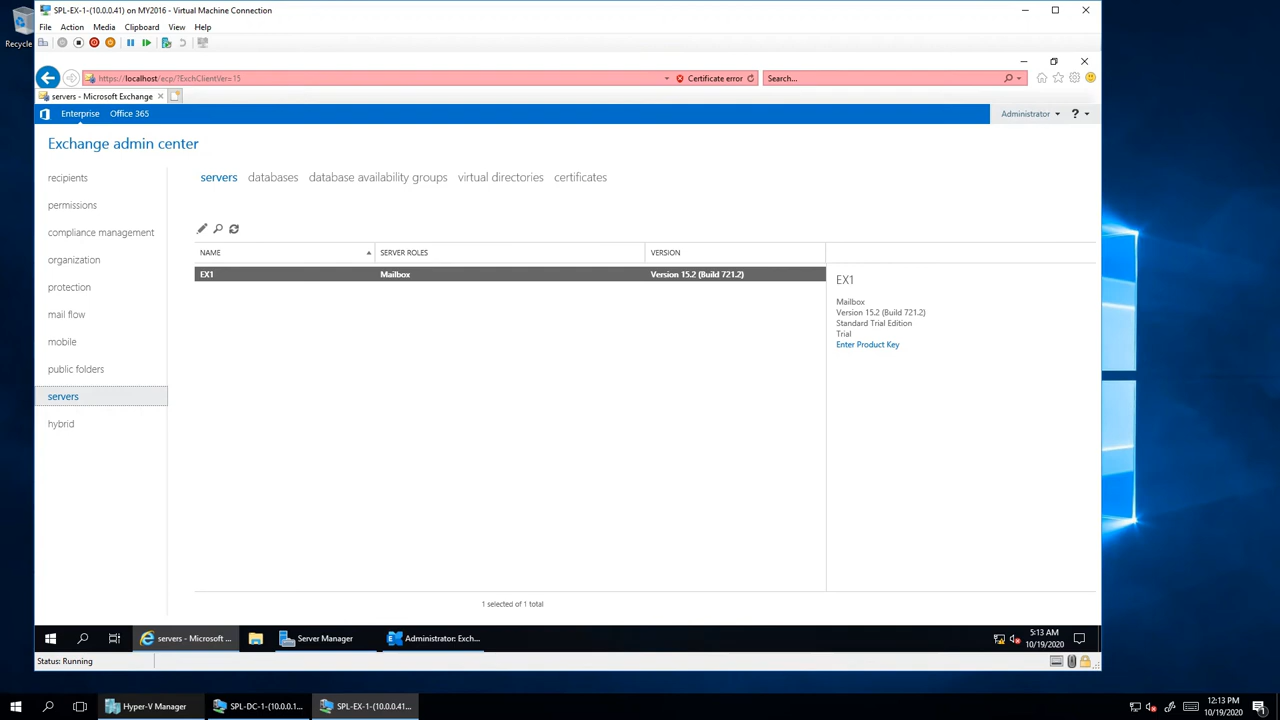 SPL-EX-1-(10.0.0.41) on MY2016 - Virtual Machine Connection
Recycle
File Action Media Clipboard View Help
https://localhost/ecp/?ExchClientVer=15
Certificate error
Search...
servers - Microsoft Exchange
Enterprise Office 365
Administrator ?
Exchange admin center
recipients
permissions
compliance management
organization
protection
mail flow
mobile
public folders
servers
hybrid
servers databases database availability groups virtual directories certificates
NAME SERVER ROLES VERSION
EX1 Mailbox Version 15.2 (Build 721.2)
EX1
Mailbox
Version 15.2 (Build 721.2)
Standard Trial Edition
Trial
Enter Product Key
1 selected of 1 total
servers - Microsoft ...
Server Manager
Administrator: Exch...
5:13 AM
10/19/2020
Status: Running
Hyper-V Manager
SPL-DC-1-(10.0.0.1...
SPL-EX-1-(10.0.0.41...
12:13 PM
10/19/2020
1